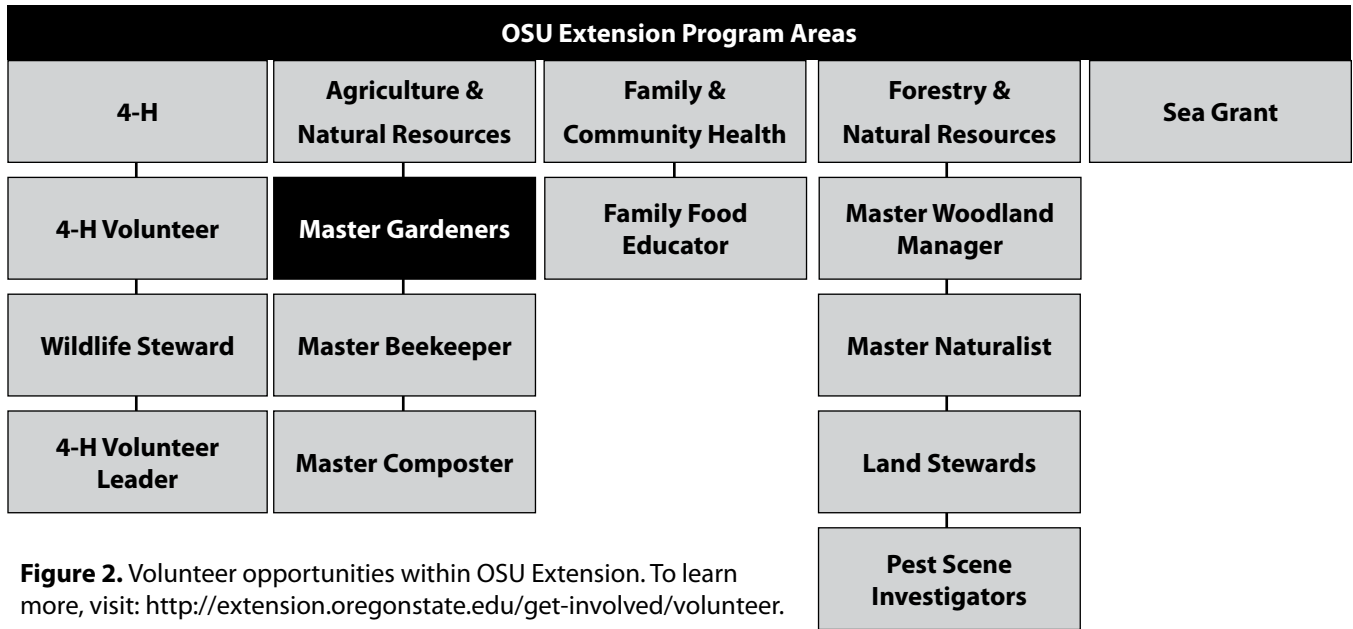 OSU Extension Program Areas
4-H
Agriculture &
Natural Resources
Family &
Community Health
Forestry &
Natural Resources
Sea Grant
4-H Volunteer
Master Gardeners
Family Food
Educator
Master Woodland
Manager
Wildlife Steward
Master Beekeeper
Master Naturalist
4-H Volunteer
Leader
Master Composter
Land Stewards
Pest Scene
Investigators
Figure 2. Volunteer opportunities within OSU Extension. To learn
more, visit: http://extension.oregonstate.edu/get-involved/volunteer.